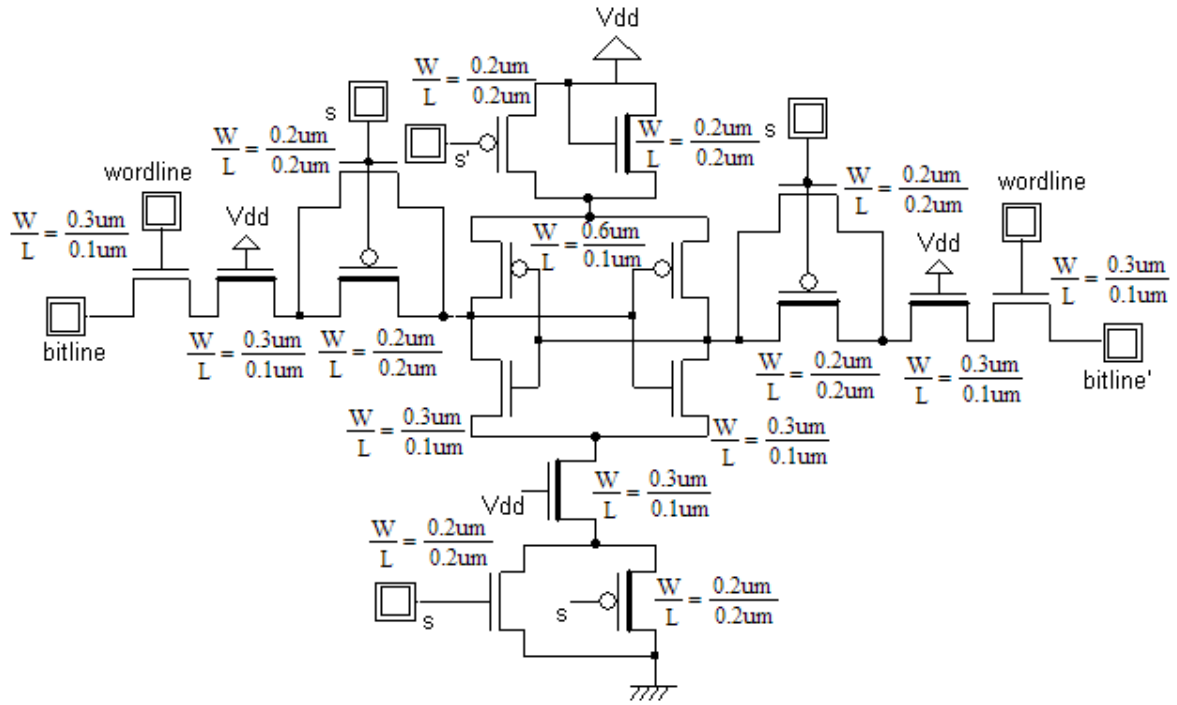 Vdd
W/L = 0.2um/0.2um
s'
W/L = 0.2um/0.2um
s
W/L = 0.2um/0.2um
s
W/L = 0.2um/0.2um
wordline
W/L = 0.3um/0.1um
Vdd
bitline
W/L = 0.3um/0.1um
W/L = 0.2um/0.2um
W/L = 0.6um/0.1um
wordline
Vdd
W/L = 0.3um/0.1um
bitline'
W/L = 0.2um/0.2um
W/L = 0.3um/0.1um
W/L = 0.3um/0.1um
W/L = 0.3um/0.1um
Vdd
W/L = 0.3um/0.1um
W/L = 0.2um/0.2um
s
s
W/L = 0.2um/0.2um